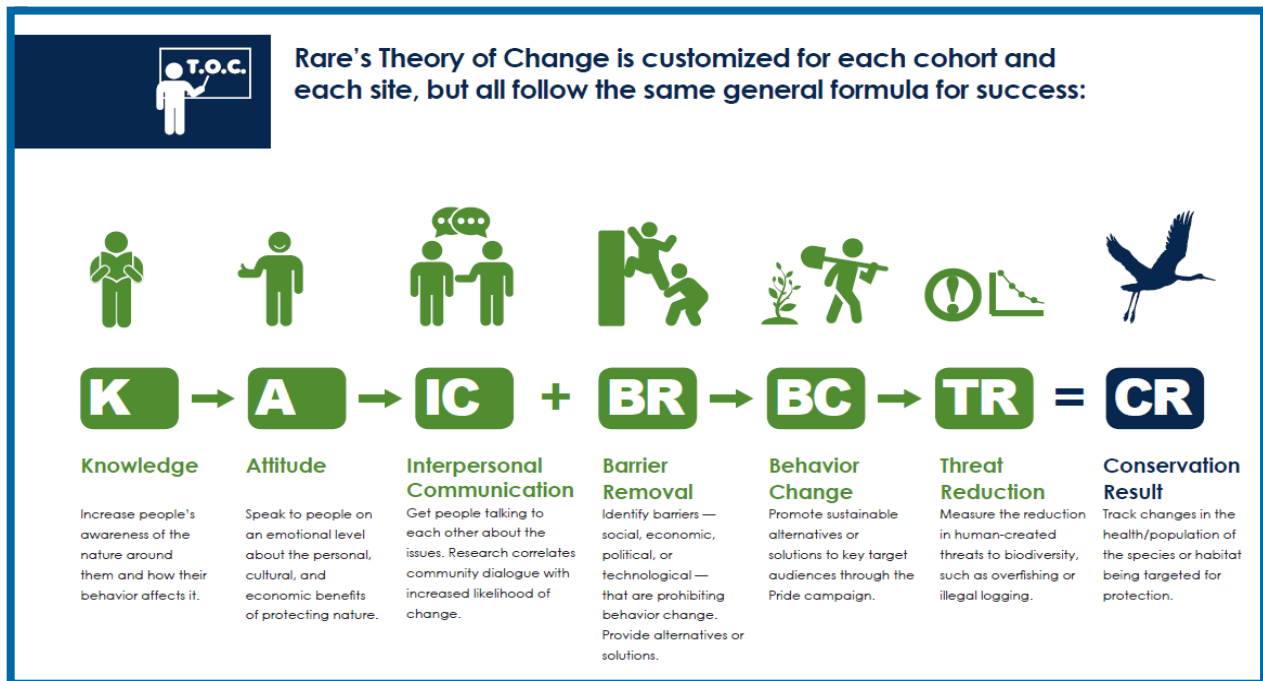 T.O.C.
Rare's Theory of Change is customized for each cohort and
each site, but all follow the same general formula for success:
K → A → IC + BR → BC → TR = CR
Knowledge
Increase people's
awareness of the
nature around
them and how their
behavior affects it.
Attitude
Speak to people on
an emotional level
about the personal,
cultural, and
economic benefits
of protecting nature.
Interpersonal
Communication
Get people talking to
each other about the
issues. Research correlates
community dialogue with
increased likelihood of
change.
Barrier
Removal
Identify barriers —
social, economic,
political, or
technological —
that are prohibiting
behavior change.
Provide alternatives or
solutions.
Behavior
Change
Promote sustainable
alternatives or
solutions to key target
audiences through the
Pride campaign.
Threat
Reduction
Measure the reduction
in human-created
threats to biodiversity,
such as overfishing or
illegal logging.
Conservation
Result
Track changes in the
health/population of
the species or habitat
being targeted for
protection.